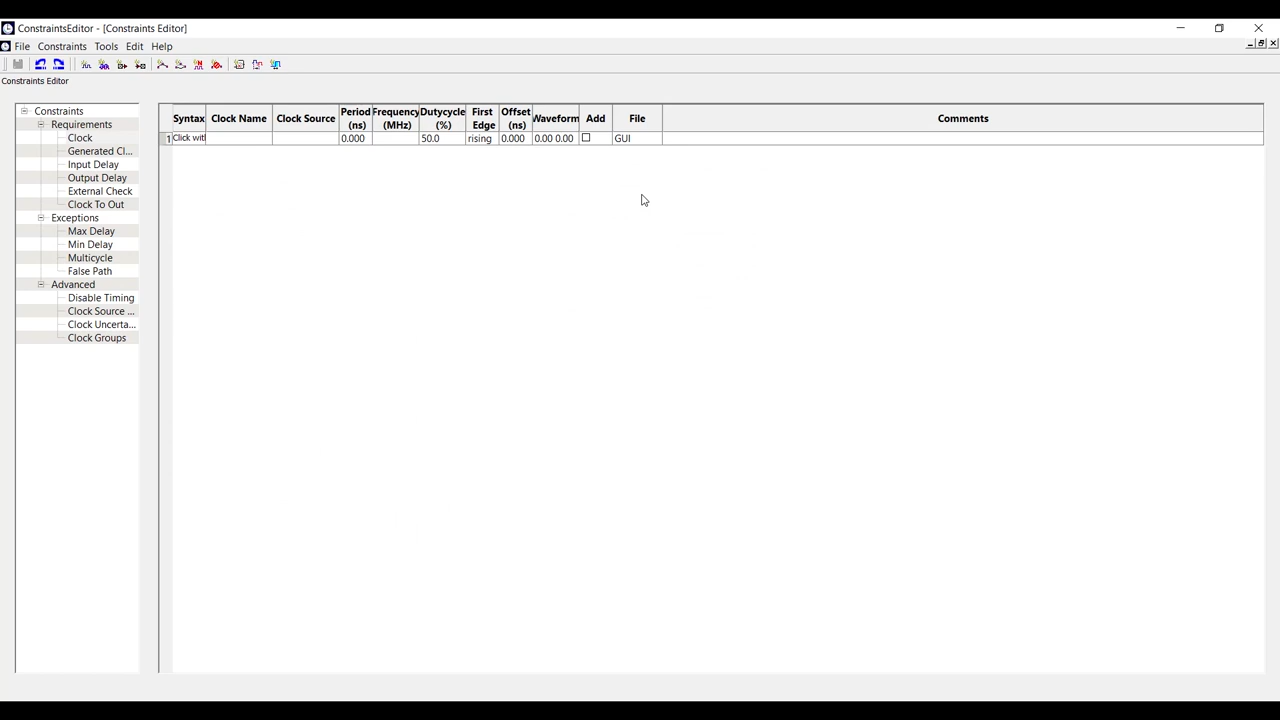 ConstraintsEditor - [Constraints Editor]
File Constraints Tools Edit Help
Constraints Editor
Constraints
Requirements
Clock
Generated Cl...
Input Delay
Output Delay
External Check
Clock To Out
Exceptions
Max Delay
Min Delay
Multicycle
False Path
Advanced
Disable Timing
Clock Source ...
Clock Uncerta...
Clock Groups
Syntax Clock Name Clock Source Period (ns) Frequency (MHz) Dutycycle (%) First Edge Offset (ns) Waveform Add File Comments
1 Click wit 0.000 50.0 rising 0.000 0.00 0.00 GUI